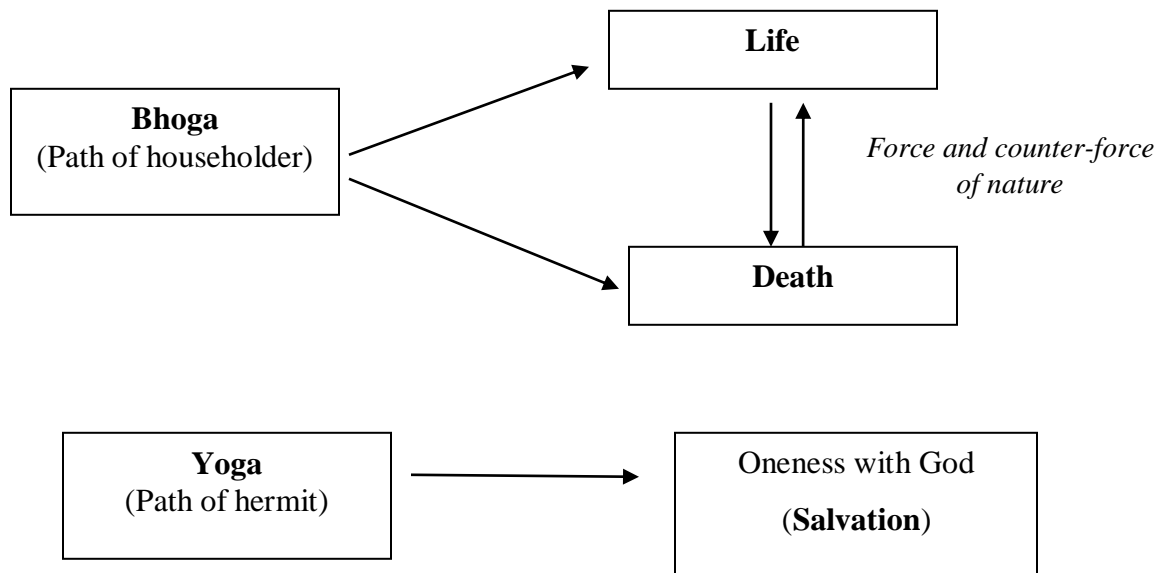 Life
Bhoga
(Path of householder)
Force and counter-force
of nature
Death
Yoga
(Path of hermit)
Oneness with God
(Salvation)